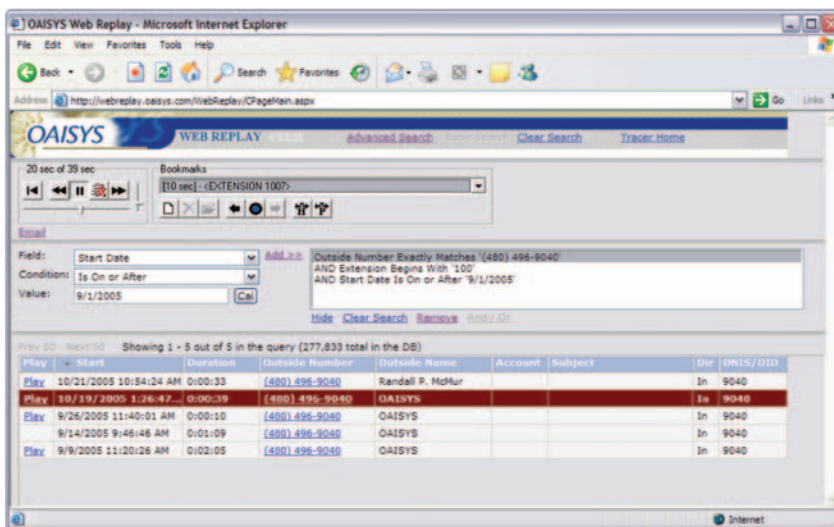 OAISYS Web Replay - Microsoft Internet Explorer
File Edit View Favorites Tools Help
Back Search Favorites
Address http://webreplay.oaisys.com/WebReplay/CPageMain.aspx Go Links
OAISYS WEB REPLAY Advanced Search Basic Search Clear Search Tracer Home
20 sec of 39 sec Bookmarks
[10 sec] - <EXTENSION 1007>
Email
Field: Start Date Add >> Outside Number Exactly Matches '(480) 496-9040'
Condition: Is On or After AND Extension Begins With '100'
Value: 9/1/2005 Cal AND Start Date Is On or After '9/1/2005'
Hide Clear Search Remove And / Or
Prev 50 Next 50 Showing 1 - 5 out of 5 in the query (277,833 total in the DB)
Play Start Duration Outside Number Outside Name Account Subject Dir DNIS/DID
Play 10/21/2005 10:54:24 AM 0:00:33 (480) 496-9040 Randall P. McMur In 9040
Play 10/19/2005 1:26:47... 0:00:39 (480) 496-9040 OAISYS In 9040
Play 9/26/2005 11:40:01 AM 0:00:10 (480) 496-9040 OAISYS In 9040
9/14/2005 9:46:46 AM 0:01:09 (480) 496-9040 OAISYS In 9040
Play 9/9/2005 11:20:26 AM 0:02:05 (480) 496-9040 OAISYS In 9040
Internet